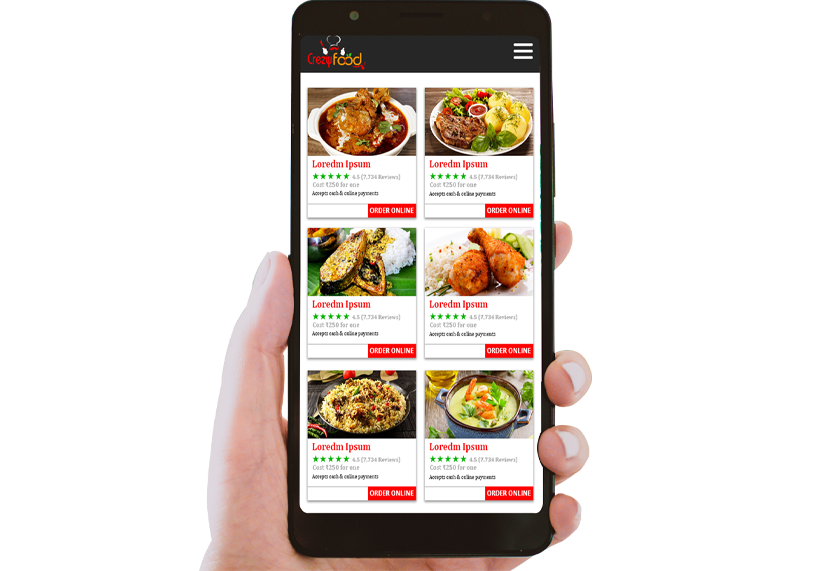 Crezy food
Loredm Ipsum
4.5 (7,734 Reviews)
Cost ₹250 for one
Accepts cash & online payments
ORDER ONLINE
Loredm Ipsum
4.5 (7,734 Reviews)
Cost ₹250 for one
Accepts cash & online payments
ORDER ONLINE
Loredm Ipsum
4.5 (7,734 Reviews)
Cost ₹250 for one
Accepts cash & online payments
ORDER ONLINE
Loredm Ipsum
4.5 (7,734 Reviews)
Cost ₹250 for one
Accepts cash & online payments
ORDER ONLINE
Loredm Ipsum
4.5 (7,734 Reviews)
Cost ₹250 for one
Accepts cash & online payments
ORDER ONLINE
Loredm Ipsum
4.5 (7,734 Reviews)
Cost ₹250 for one
Accepts cash & online payments
ORDER ONLINE